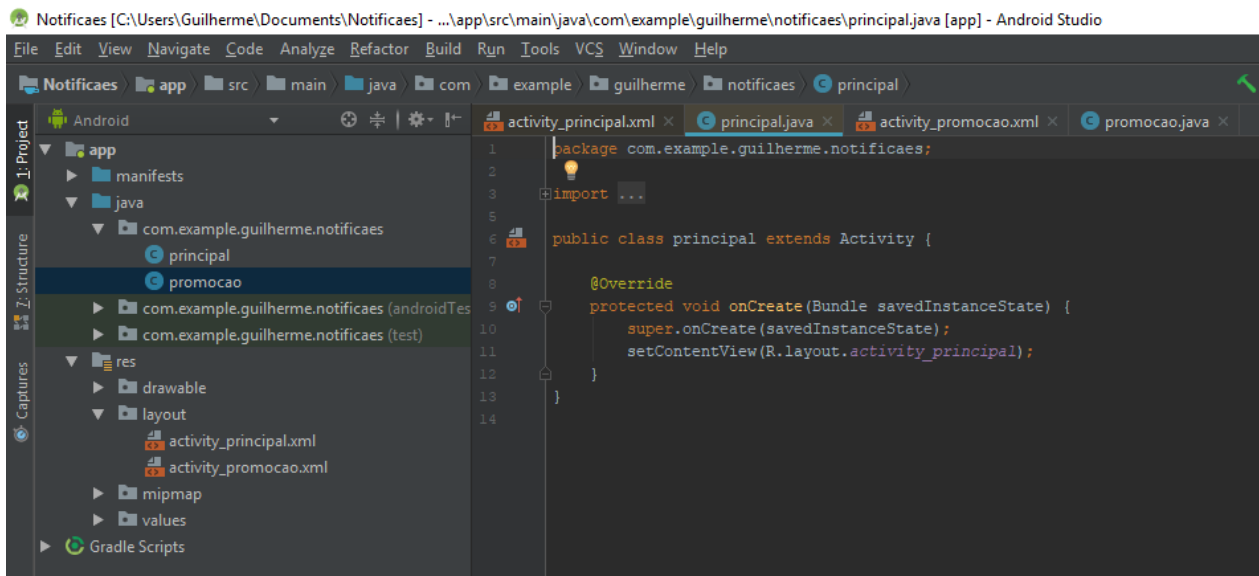 Notificaes [C:\Users\Guilherme\Documents\Notificaes] - ...\app\src\main\java\com\example\guilherme\notificaes\principal.java [app] - Android Studio
File Edit View Navigate Code Analyze Refactor Build Run Tools VCS Window Help
Notificaes app src main java com example guilherme notificaes principal
1: Project
7: Structure
Captures
Android
app
manifests
java
com.example.guilherme.notificaes
principal
promocao
com.example.guilherme.notificaes (androidTes
com.example.guilherme.notificaes (test)
res
drawable
layout
activity_principal.xml
activity_promocao.xml
mipmap
values
Gradle Scripts
activity_principal.xml principal.java activity_promocao.xml promocao.java
1 package com.example.guilherme.notificaes;
2
3 import ...
5
6 public class principal extends Activity {
7
8 @Override
9 protected void onCreate(Bundle savedInstanceState) {
10 super.onCreate(savedInstanceState);
11 setContentView(R.layout.activity_principal);
12 }
13 }
14